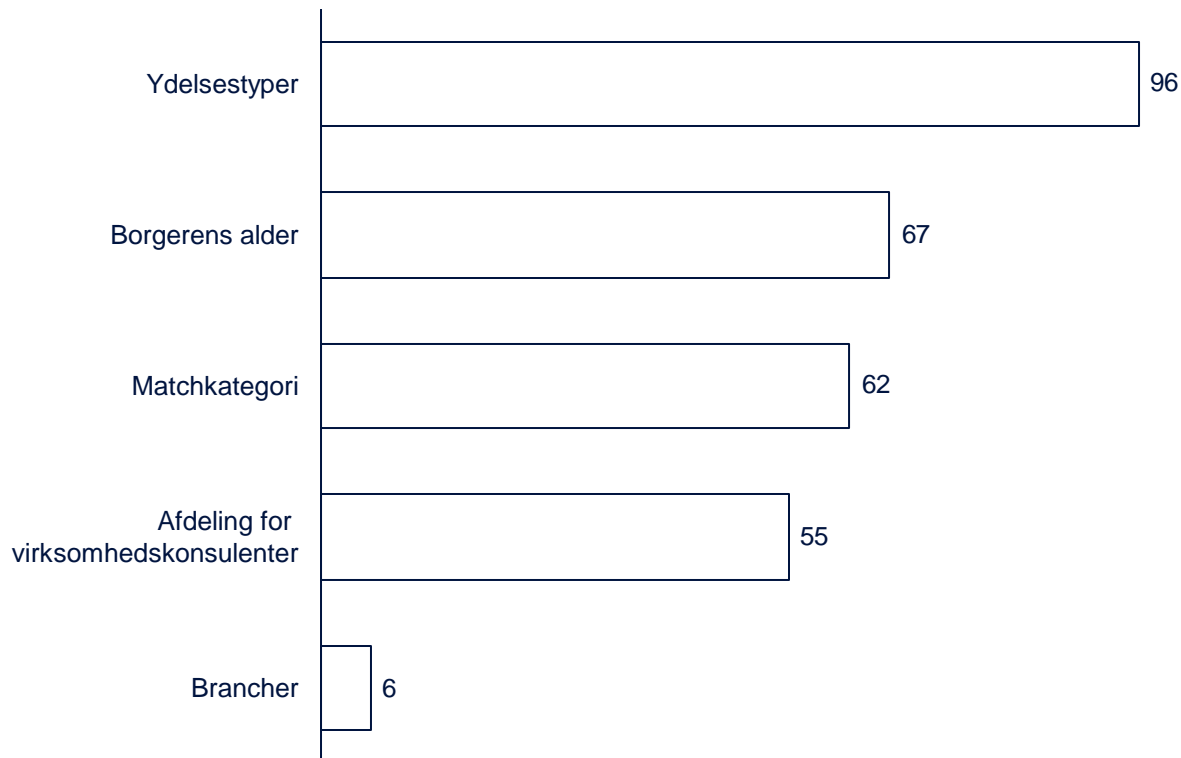 Ydelsestyper
96
Borgerens alder
67
Matchkategori
62
Afdeling for
virksomhedskonsulenter
55
Brancher
6